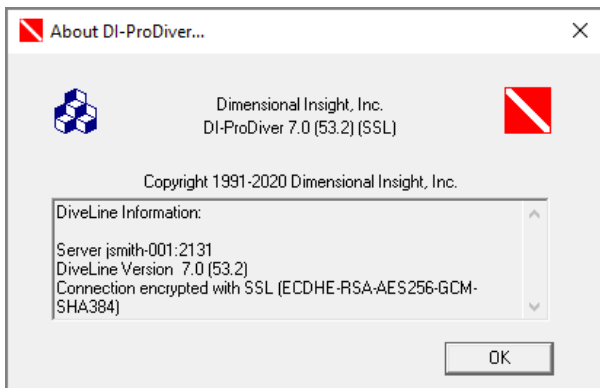 About DI-ProDiver...
Dimensional Insight, Inc.
DI-ProDiver 7.0 (53.2) (SSL)
Copyright 1991-2020 Dimensional Insight, Inc.
DiveLine Information:
Server jsmith-001:2131
DiveLine Version  7.0 (53.2)
Connection encrypted with SSL (ECDHE-RSA-AES256-GCM-
SHA384)
OK